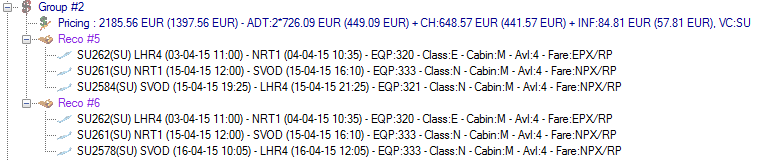 Group #2
Pricing : 2185.56 EUR (1397.56 EUR) - ADT:2*726.09 EUR (449.09 EUR) + CH:648.57 EUR (441.57 EUR) + INF:84.81 EUR (57.81 EUR), VC:SU
Reco #5
SU262(SU) LHR4 (03-04-15 11:00) - NRT1 (04-04-15 10:35) - EQP:320 - Class:E - Cabin:M - Avl:4 - Fare:EPX/RP
SU261(SU) NRT1 (15-04-15 12:00) - SVOD (15-04-15 16:10) - EQP:333 - Class:N - Cabin:M - Avl:4 - Fare:NPX/RP
SU2584(SU) SVOD (15-04-15 19:25) - LHR4 (15-04-15 21:25) - EQP:321 - Class:N - Cabin:M - Avl:4 - Fare:NPX/RP
Reco #6
SU262(SU) LHR4 (03-04-15 11:00) - NRT1 (04-04-15 10:35) - EQP:320 - Class:E - Cabin:M - Avl:4 - Fare:EPX/RP
SU261(SU) NRT1 (15-04-15 12:00) - SVOD (15-04-15 16:10) - EQP:333 - Class:N - Cabin:M - Avl:4 - Fare:NPX/RP
SU2578(SU) SVOD (16-04-15 10:05) - LHR4 (16-04-15 12:05) - EQP:333 - Class:N - Cabin:M - Avl:4 - Fare:NPX/RP